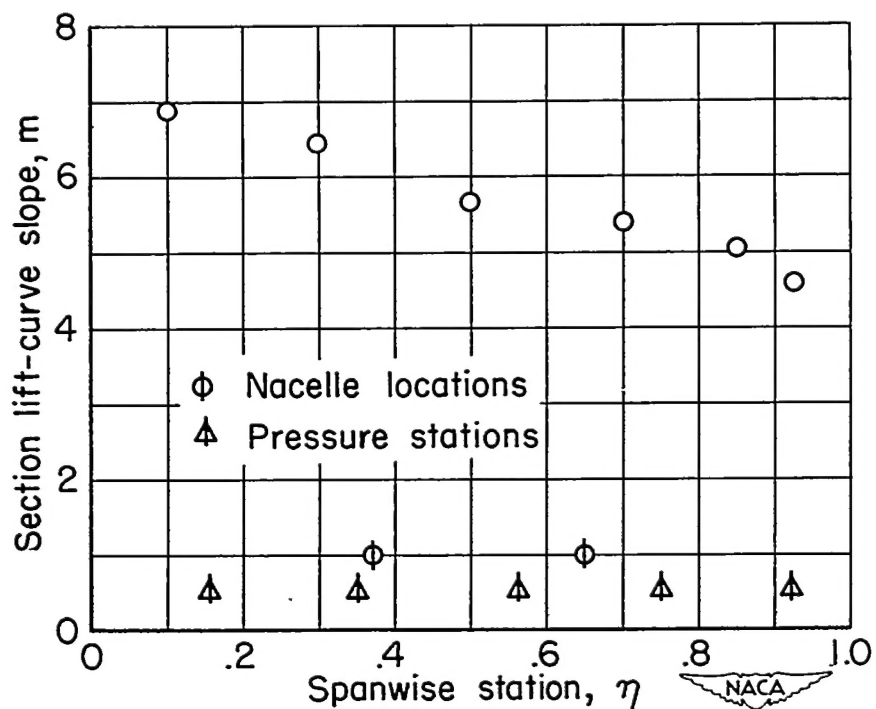 8
6
4
2
0
Section lift-curve slope, m
Nacelle locations
Pressure stations
0 .2 .4 .6 .8 1.0
Spanwise station, η
NACA